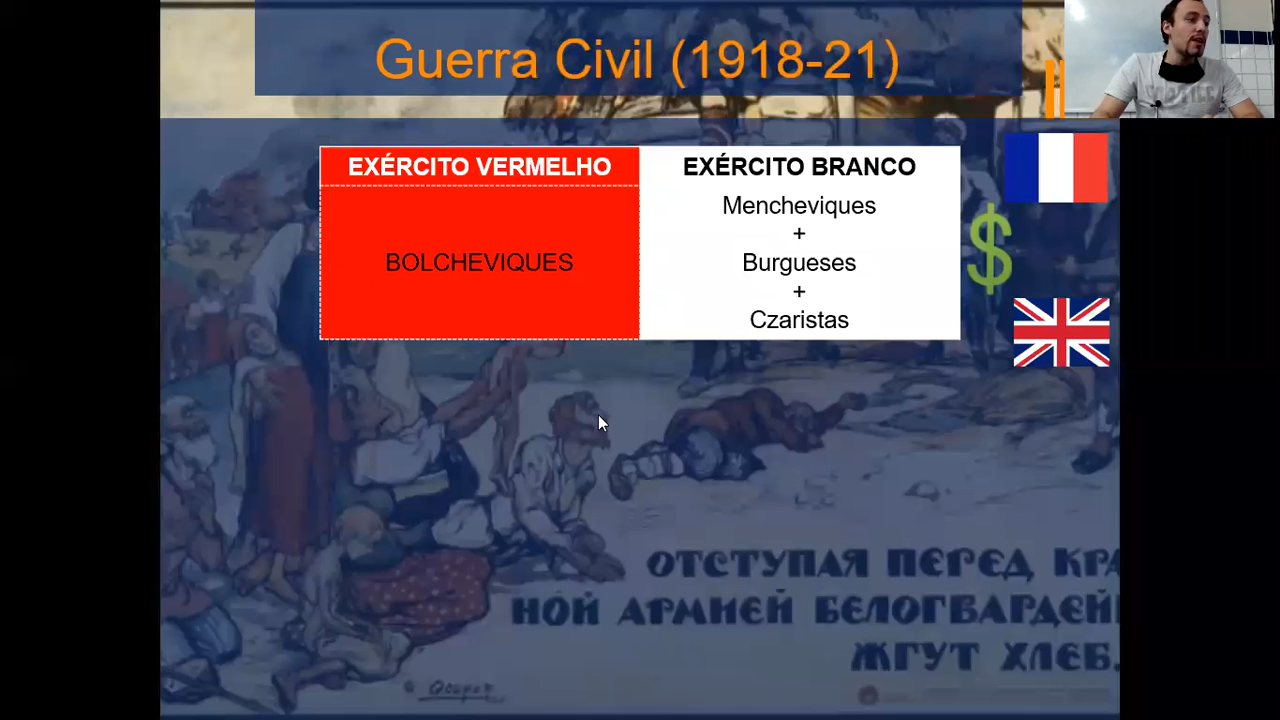 Guerra Civil (1918-21)
EXÉRCITO VERMELHO
BOLCHEVIQUES
EXÉRCITO BRANCO
Mencheviques
+
Burgueses
+
Czaristas
$
ОТСТУПАЯ ПЕРЕД КРА
НОЙ АРМИЕЙ БЕЛОГВАРДЕЙ
ЖГУТ ХЛЕБ.